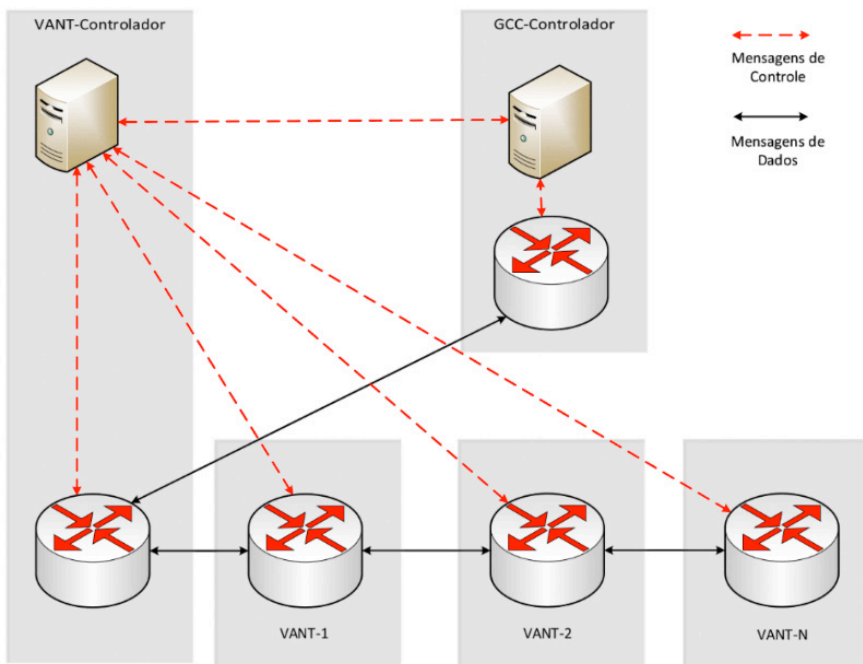 VANT-Controlador
GCC-Controlador
Mensagens de
Controle
Mensagens de
Dados
VANT-1
VANT-2
VANT-N